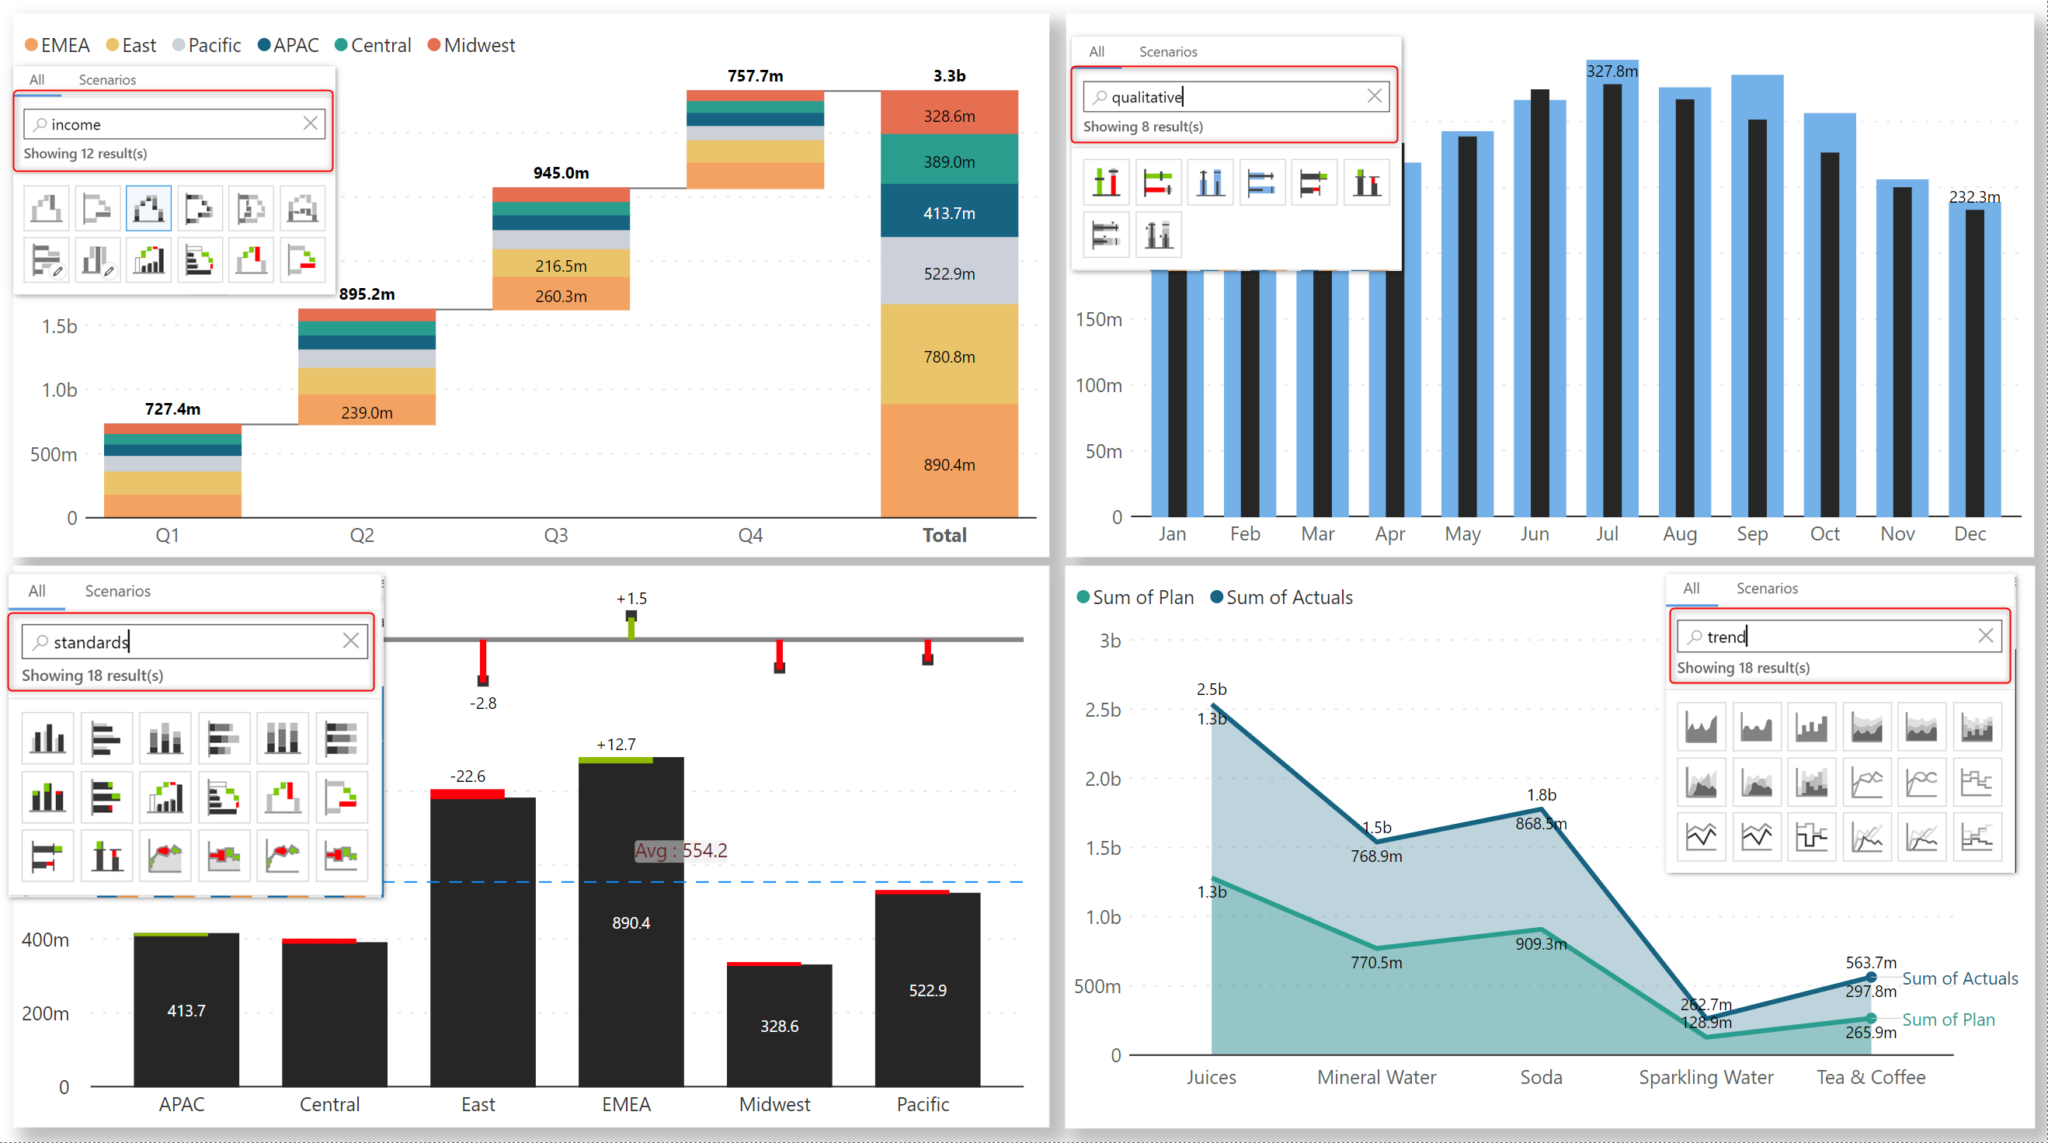 EMEA East Pacific APAC Central Midwest
All Scenarios
income
Showing 12 result(s)
727.4m
895.2m
945.0m
757.7m
3.3b
239.0m
216.5m
260.3m
328.6m
389.0m
413.7m
522.9m
780.8m
890.4m
1.5b
1.0b
500m
0
Q1 Q2 Q3 Q4 Total
All Scenarios
qualitative
Showing 8 result(s)
327.8m
232.3m
150m
100m
50m
0
Jan Feb Mar Apr May Jun Jul Aug Sep Oct Nov Dec
All Scenarios
standards
Showing 18 result(s)
+1.5
-2.8
+12.7
-22.6
Avg : 554.2
890.4
413.7
328.6
522.9
400m
200m
0
APAC Central East EMEA Midwest Pacific
Sum of Plan Sum of Actuals
All Scenarios
trend
Showing 18 result(s)
3b
2.5b
2.0b
1.5b
1.0b
500m
0
2.5b
1.3b
1.5b
768.9m
1.8b
868.5m
1.3b
770.5m
909.3m
262.7m
128.9m
563.7m
297.8m
265.9m
Sum of Actuals
Sum of Plan
Juices Mineral Water Soda Sparkling Water Tea & Coffee